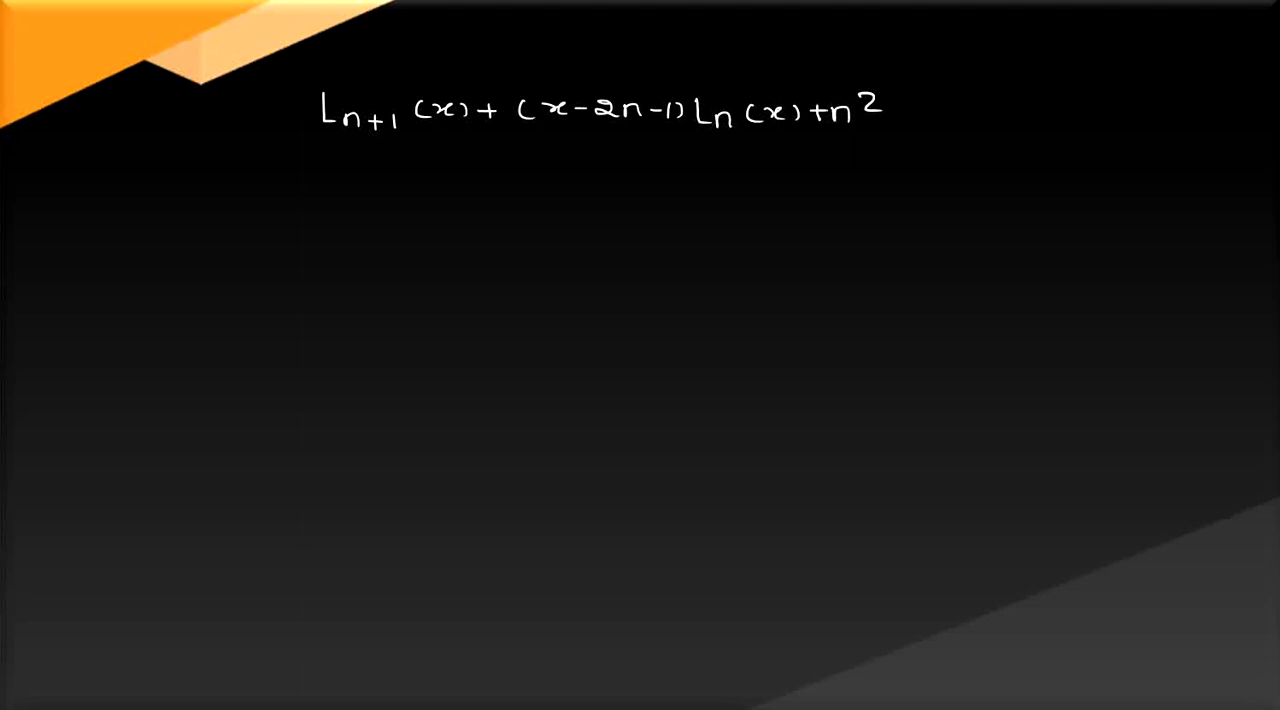 Lₙ₊₁ (x) + (x-2n-1) Lₙ (x) + n²